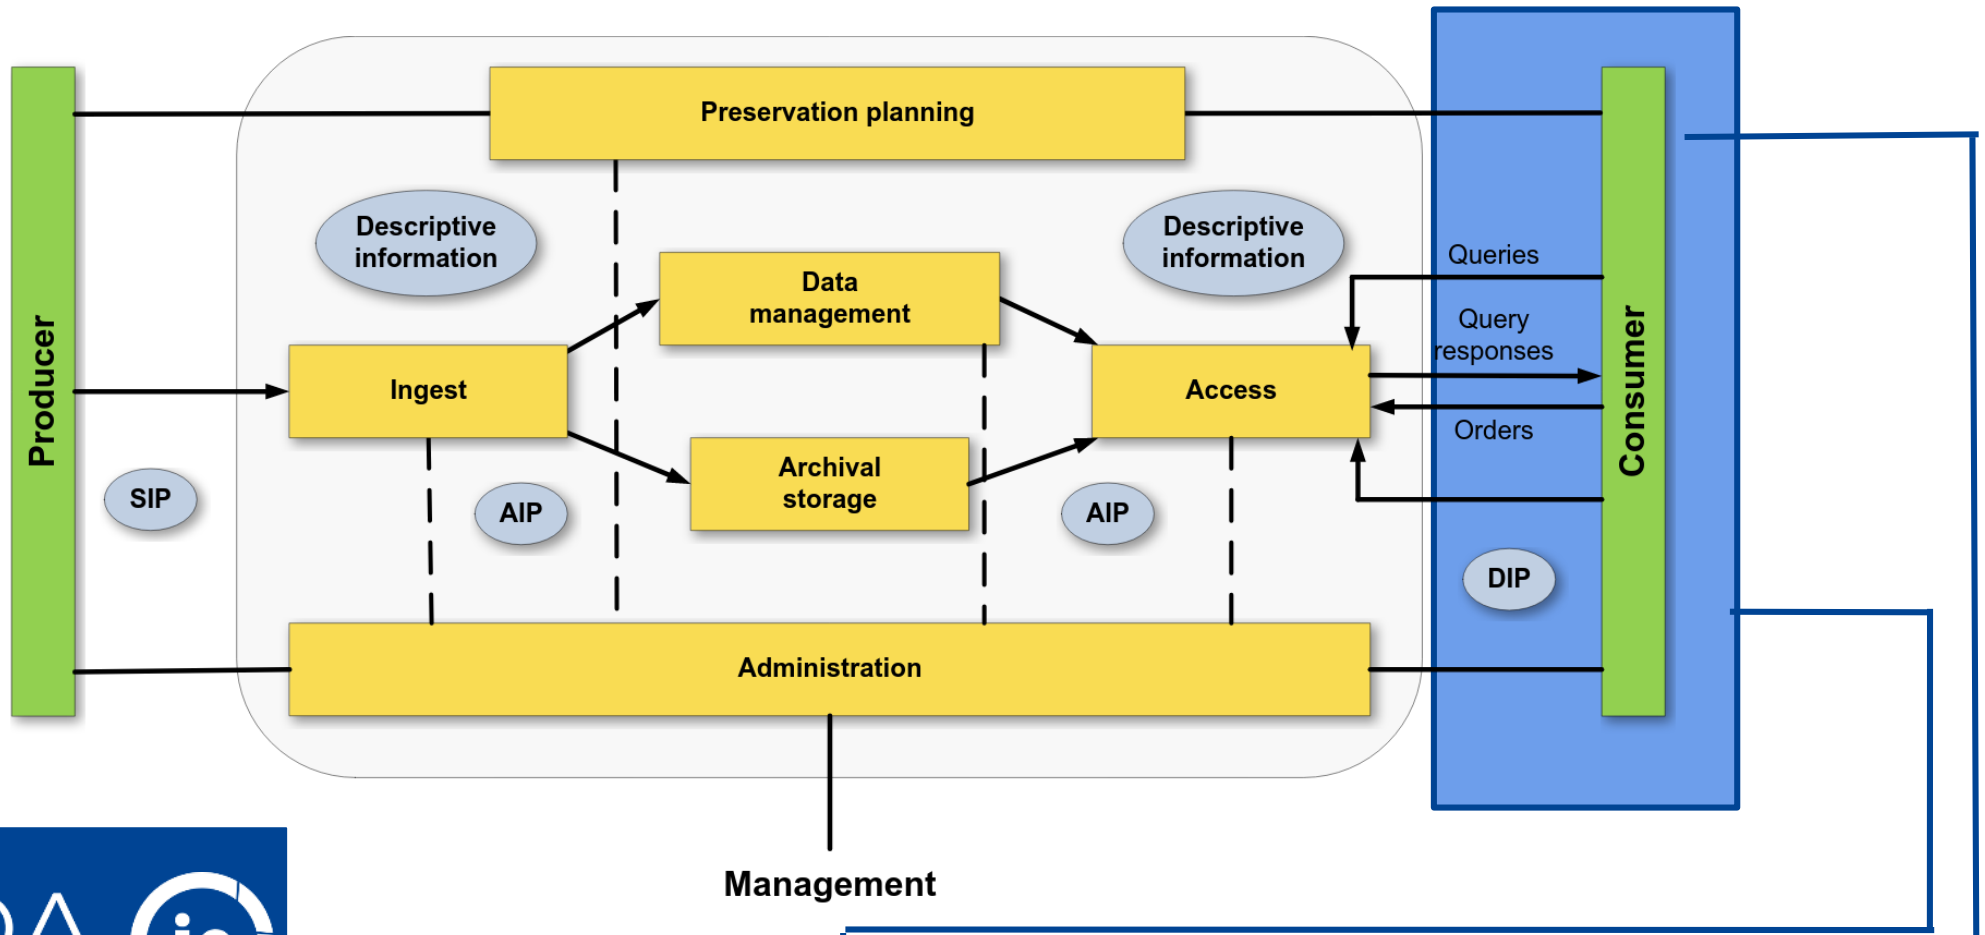 Preservation planning
Descriptive
information
Descriptive
information
Data
management
Queries
Query
responses
Producer
Ingest
Access
Consumer
Orders
Archival
storage
SIP
AIP
AIP
DIP
Administration
Management